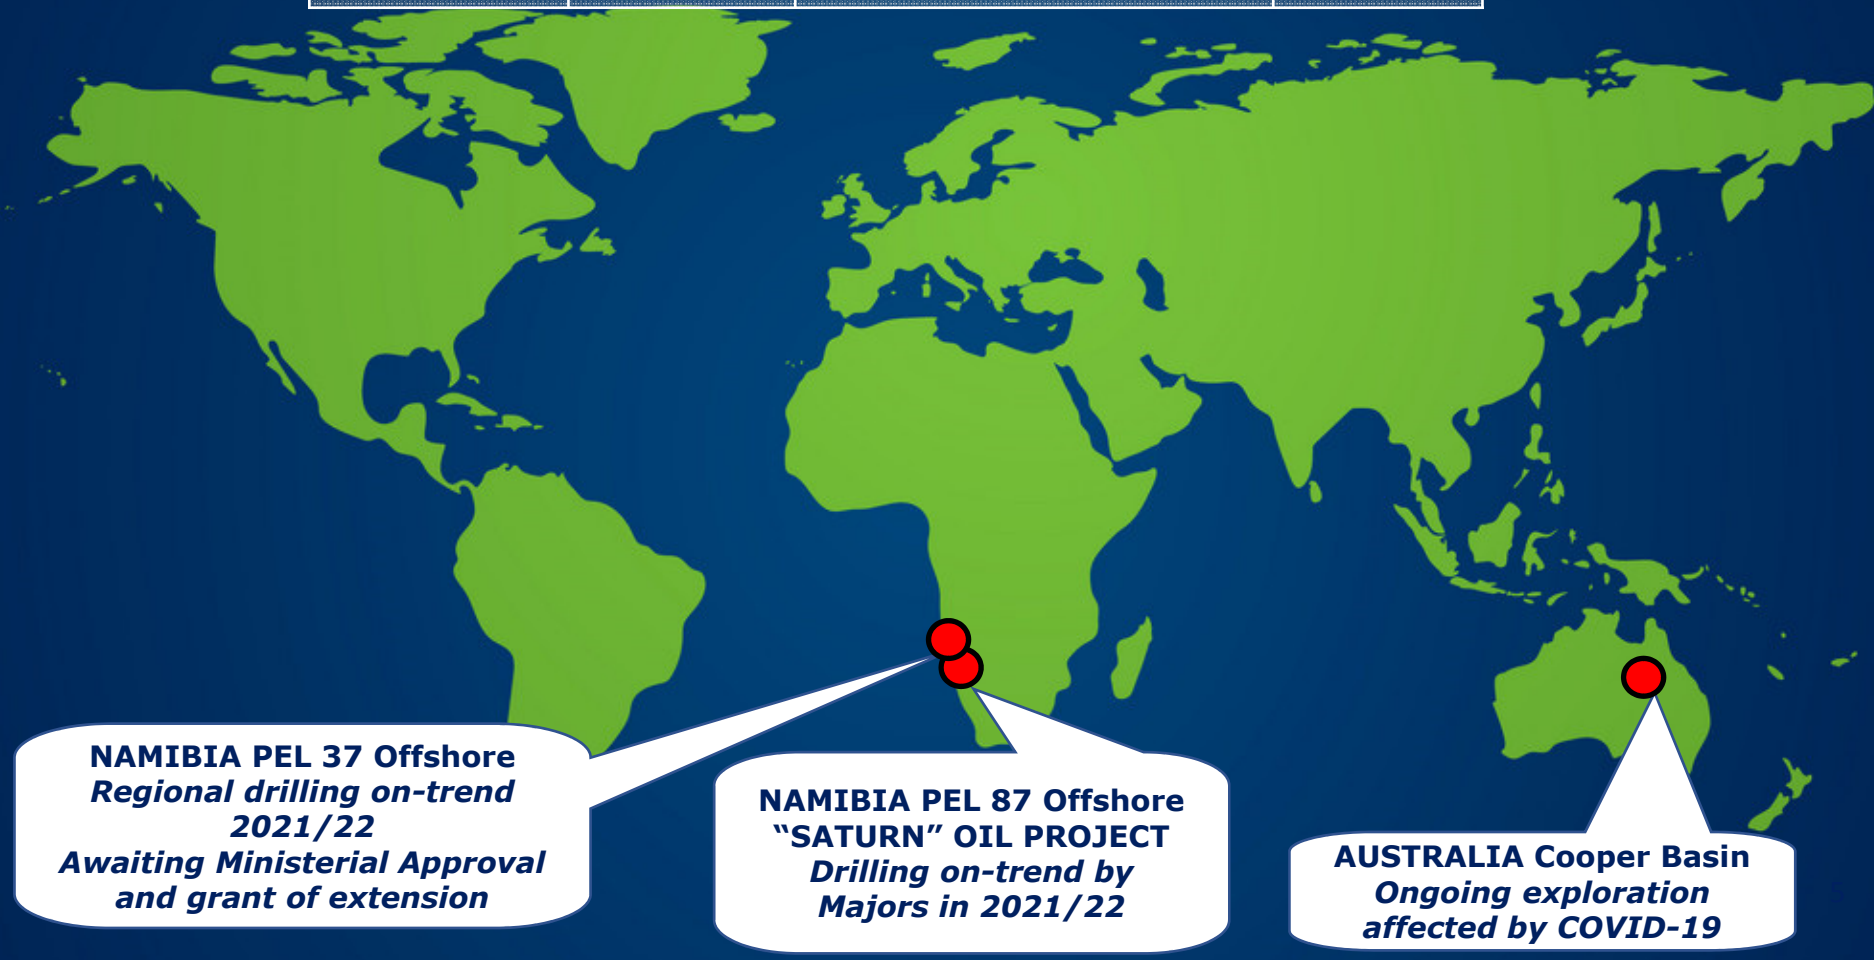 NAMIBIA PEL 37 Offshore
Regional drilling on-trend
2021/22
Awaiting Ministerial Approval
and grant of extension
NAMIBIA PEL 87 Offshore
“SATURN” OIL PROJECT
Drilling on-trend by
Majors in 2021/22
AUSTRALIA Cooper Basin
Ongoing exploration
affected by COVID-19